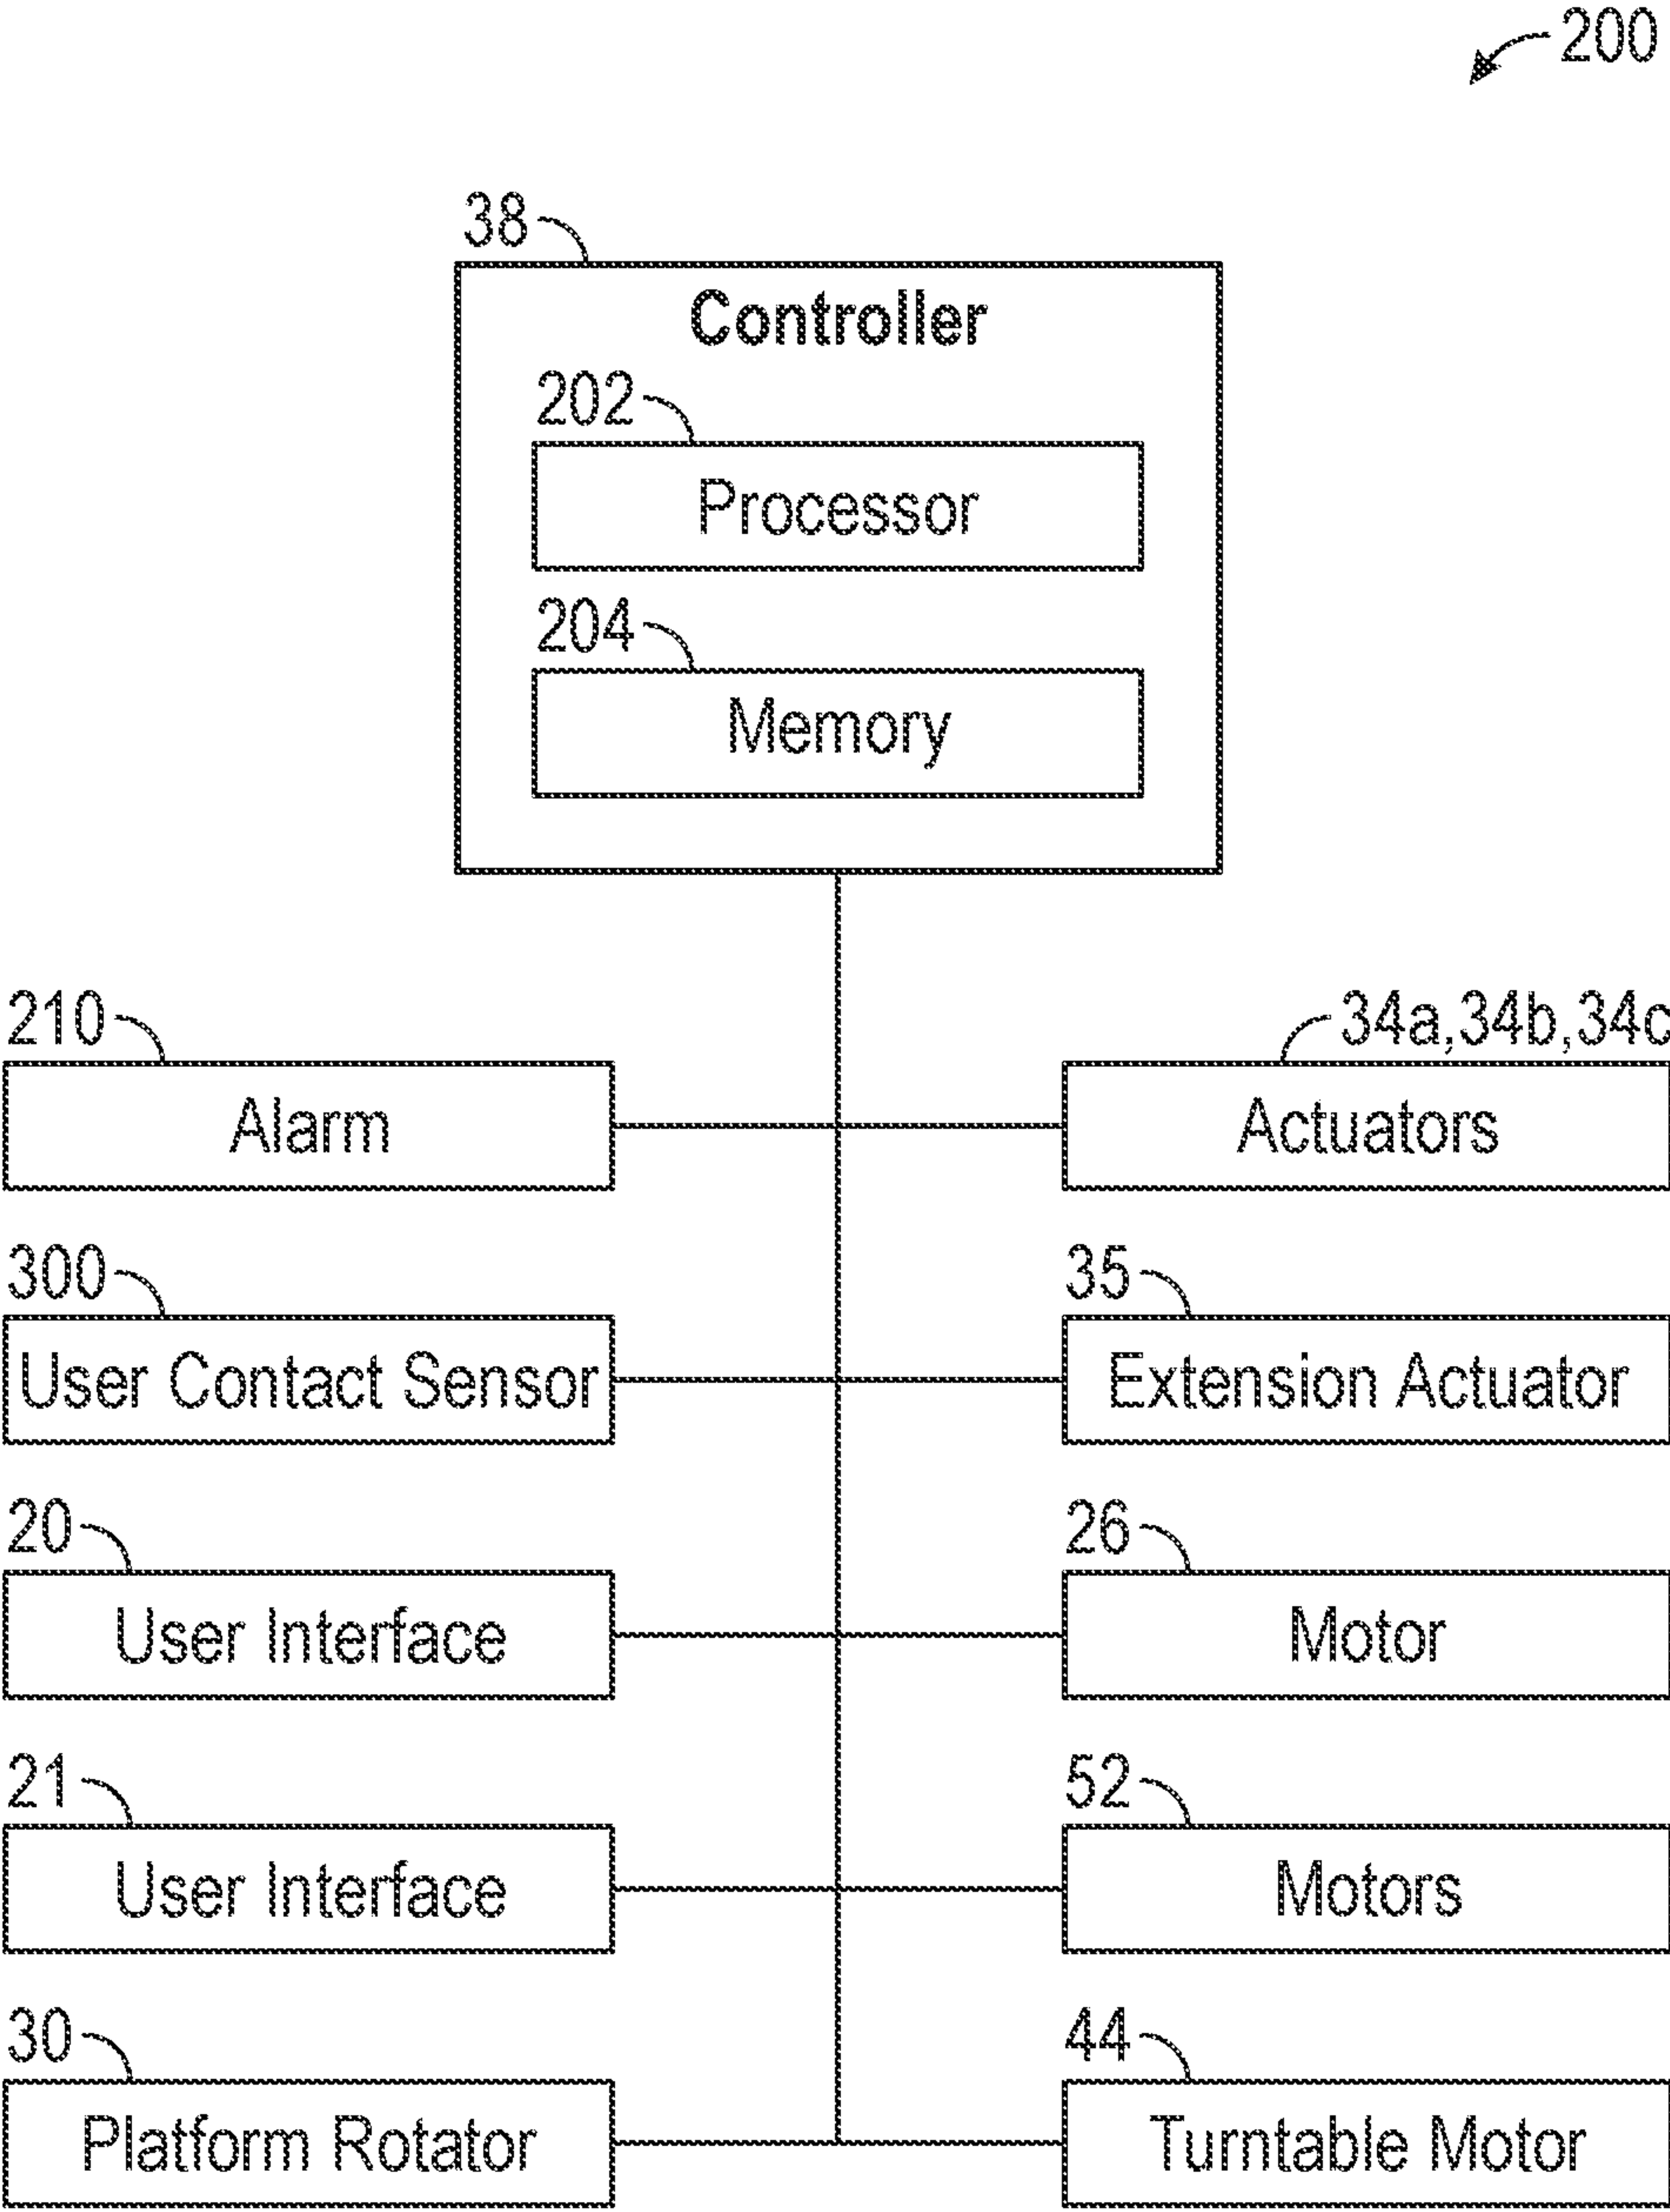 200
38
Controller
202
Processor
204
Memory
210
34a,34b,34c
Alarm
Actuators
300
35
User Contact Sensor
Extension Actuator
20
26
User Interface
Motor
21
52
User Interface
Motors
30
44
Platform Rotator
Turntable Motor